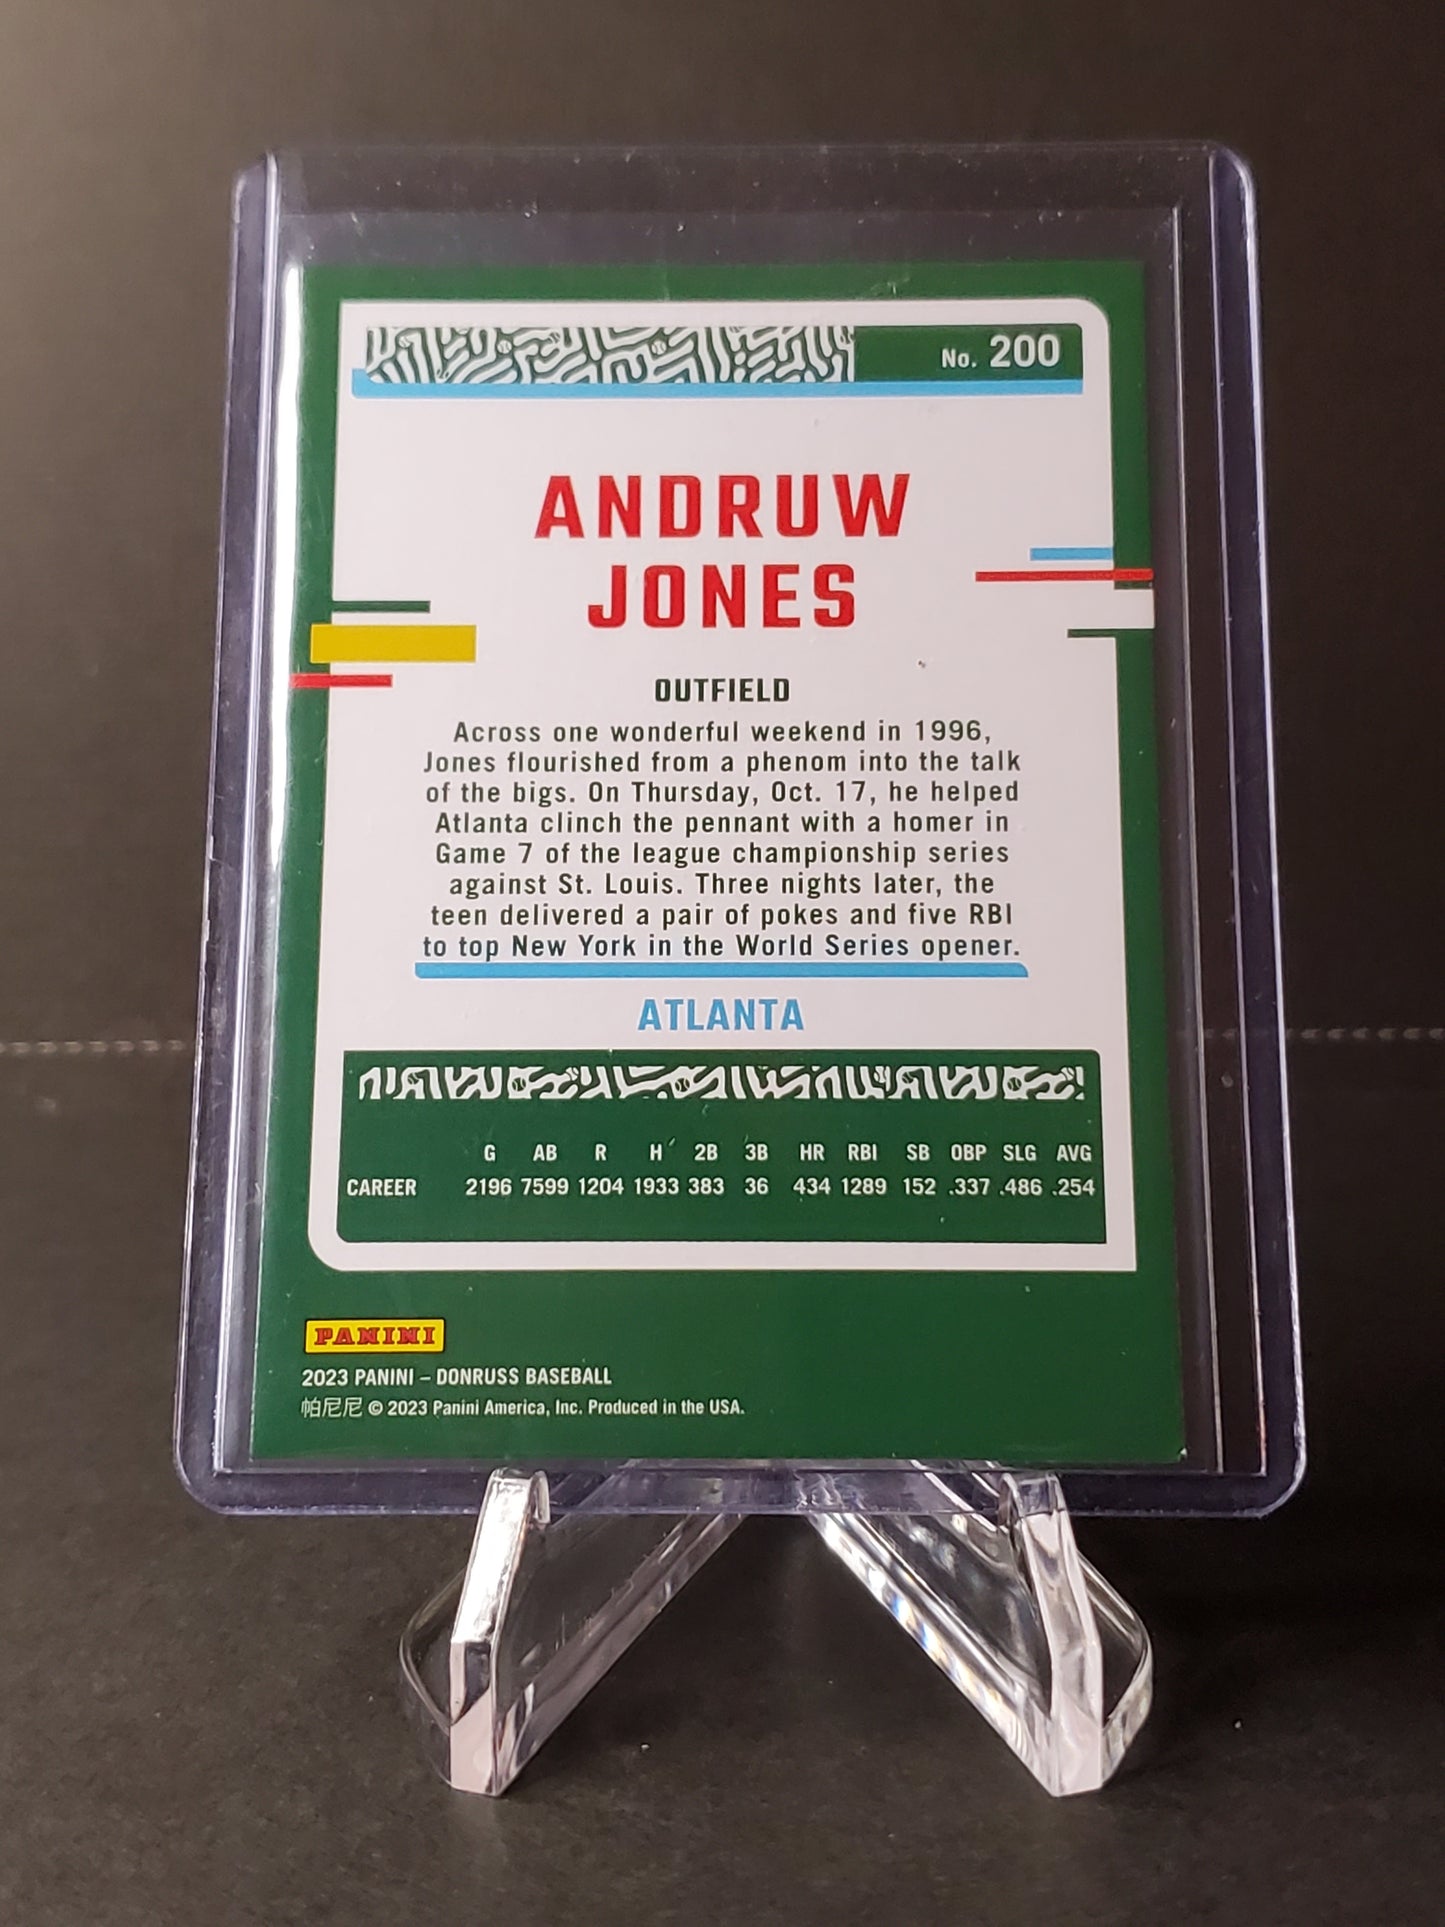 No. 200
ANDRUW
JONES
OUTFIELD
Across one wonderful weekend in 1996,
Jones flourished from a phenom into the talk
of the bigs. On Thursday, Oct. 17, he helped
Atlanta clinch the pennant with a homer in
Game 7 of the league championship series
against St. Louis. Three nights later, the
teen delivered a pair of pokes and five RBI
to top New York in the World Series opener.
ATLANTA
G AB R H 2B 3B HR RBI SB OBP SLG AVG
CAREER 2196 7599 1204 1933 383 36 434 1289 152 .337 .486 .254
PANINI
2023 PANINI – DONRUSS BASEBALL
帕尼尼 © 2023 Panini America, Inc. Produced in the USA.